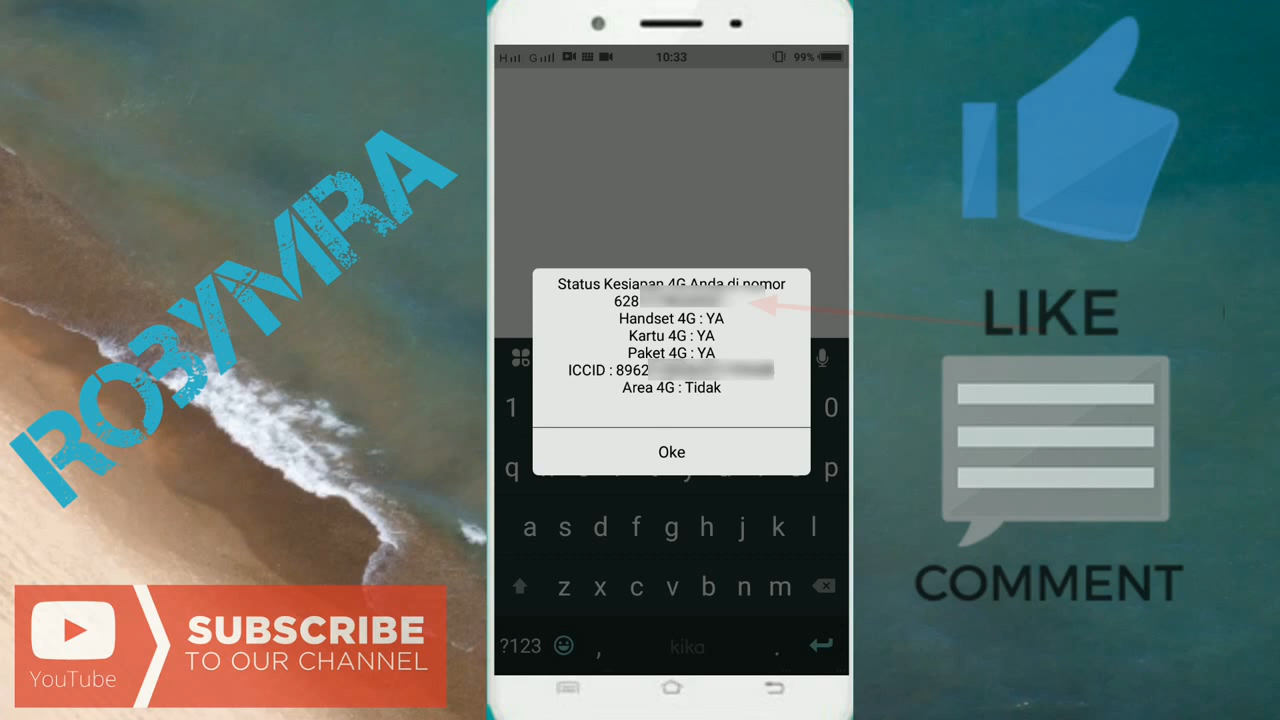 RO3YMRA
H
G
10:33
99%
Status Kesiapan 4G Anda di nomor
628
Handset 4G : YA
Kartu 4G : YA
Paket 4G : YA
ICCID : 8962
Area 4G : Tidak
Oke
1
0
q
y
p
a s d f g h j k l
z x c v b n m
?123
,
kika
.
LIKE
COMMENT
YouTube
SUBSCRIBE
TO OUR CHANNEL